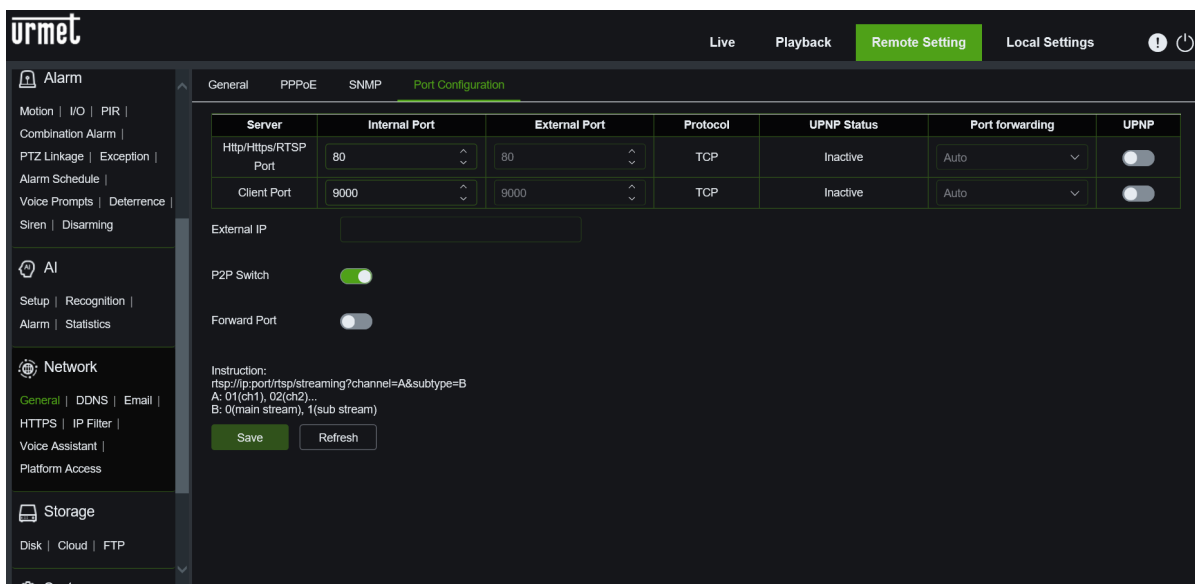 urmet
Live Playback Remote Setting Local Settings
Alarm
Motion | I/O | PIR |
Combination Alarm |
PTZ Linkage | Exception |
Alarm Schedule |
Voice Prompts | Deterrence |
Siren | Disarming
AI
Setup | Recognition |
Alarm | Statistics
Network
General | DDNS | Email |
HTTPS | IP Filter |
Voice Assistant |
Platform Access
Storage
Disk | Cloud | FTP
General PPPoE SNMP Port Configuration
Server Internal Port External Port Protocol UPNP Status Port forwarding UPNP
Http/Https/RTSP
Port 80 80 TCP Inactive Auto
Client Port 9000 9000 TCP Inactive Auto
External IP
P2P Switch
Forward Port
Instruction:
rtsp://ip:port/rtsp/streaming?channel=A&subtype=B
A: 01(ch1), 02(ch2)...
B: 0(main stream), 1(sub stream)
Save Refresh